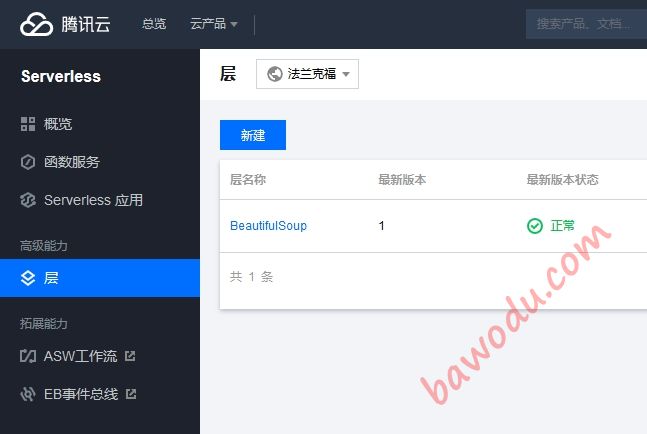 腾讯云 总览 云产品 搜索产品、文档...
Serverless
层 法兰克福
概览
新建
函数服务
层名称 最新版本 最新版本状态
Serverless 应用
BeautifulSoup 1 正常
高级能力
层
共 1 条
拓展能力
ASW工作流
EB事件总线
bawodu.com